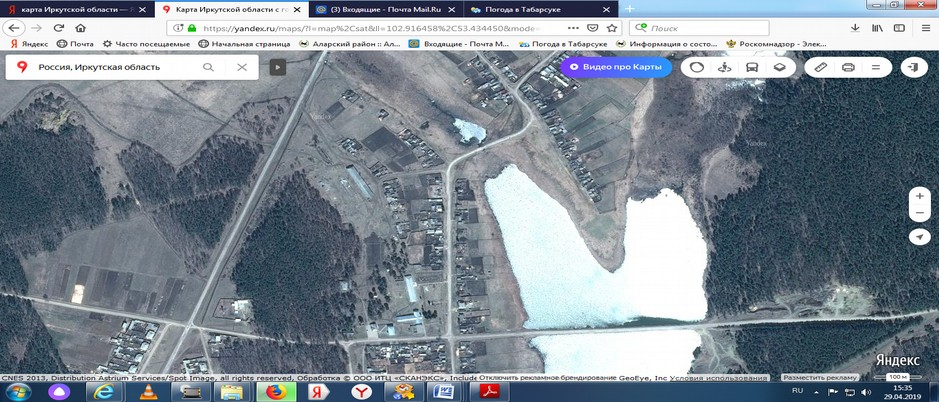 карта Иркутской области — Я
Карта Иркутской области с го
(3) Входящие - Почта Mail.Ru
Погода в Табарсуке
https://yandex.ru/maps/?l=map%2Csat&ll=102.916458%2C53.434450&mode=
Поиск
Яндекс
Почта
Часто посещаемые
Начальная страница
Аларский район :: Ал...
Входящие - Почта М...
Погода в Табарсуке
Информация о состо...
Роскомнадзор - Элек...
Россия, Иркутская область
Видео про Карты
Yandex
Яндекс
CNES 2013, Distribution Astrium Services/Spot Image, all rights reserved, Обработка © ООО ИТЦ «СКАНЭКС», Include
Отключить рекламное брендирование GeoEye, Inc Условия использования
Разместить рекламу
100 м
RU
15:35
29.04.2019